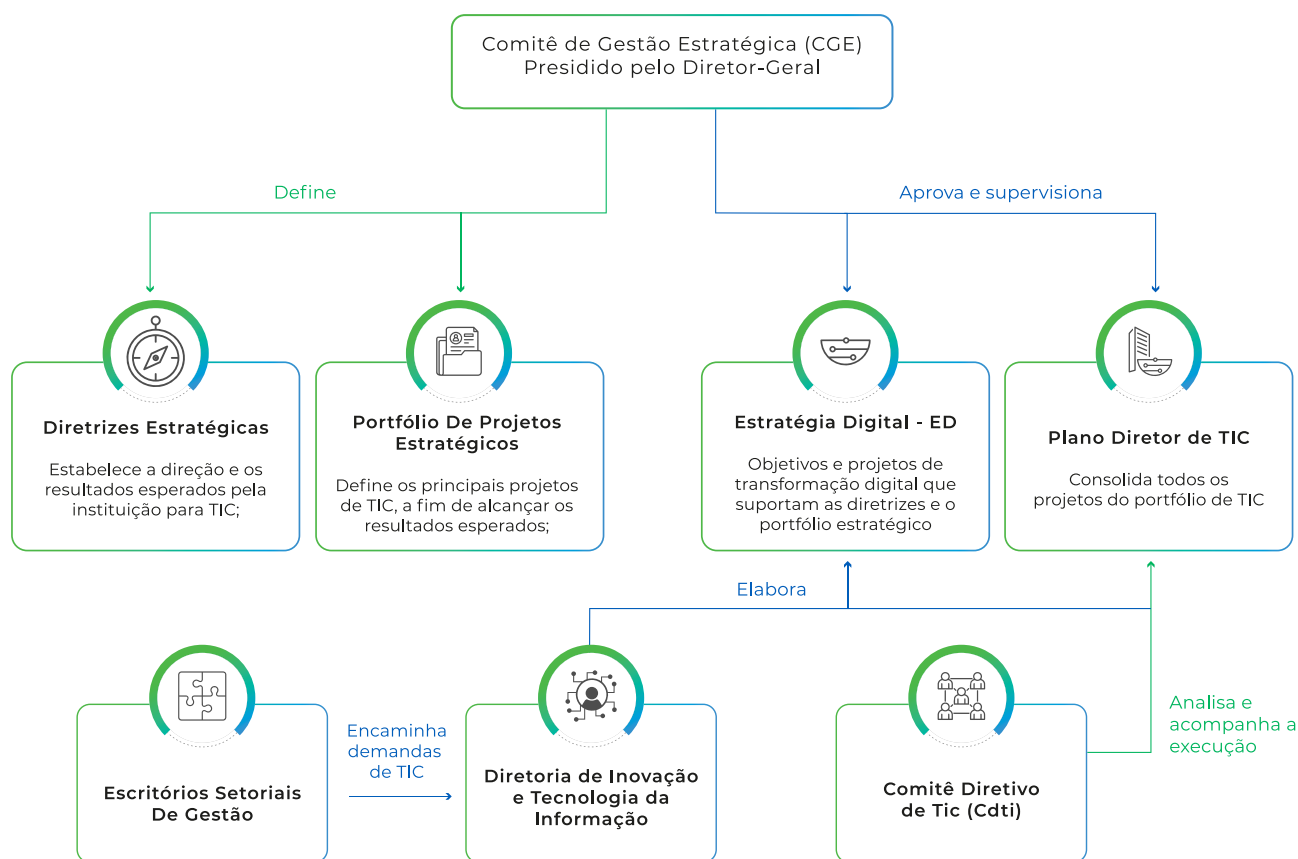 Comitê de Gestão Estratégica (CGE)
Presidido pelo Diretor-Geral
Define
Aprova e supervisiona
Diretrizes Estratégicas
Estabelece a direção e os
resultados esperados pela
instituição para TIC;
Portfólio De Projetos
Estratégicos
Define os principais projetos
de TIC, a fim de alcançar os
resultados esperados;
Estratégia Digital - ED
Objetivos e projetos de
transformação digital que
suportam as diretrizes e o
portfólio estratégico
Plano Diretor de TIC
Consolida todos os
projetos do portfólio de TIC
Elabora
Escritórios Setoriais
De Gestão
Encaminha
demandas
de TIC
Diretoria de Inovação
e Tecnologia da
Informação
Comitê Diretivo
de Tic (Cdti)
Analisa e
acompanha a
execução